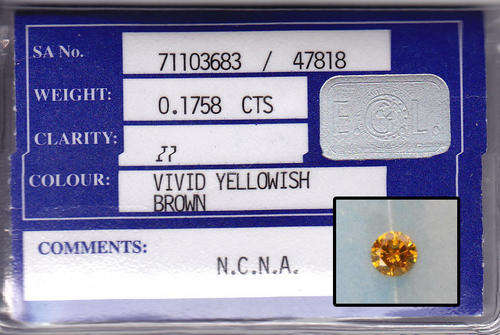 SA No. 71103683 / 47818
WEIGHT: 0.1758 CTS
CLARITY:
COLOUR: VIVID YELLOWISH
BROWN
COMMENTS:
N.C.N.A.